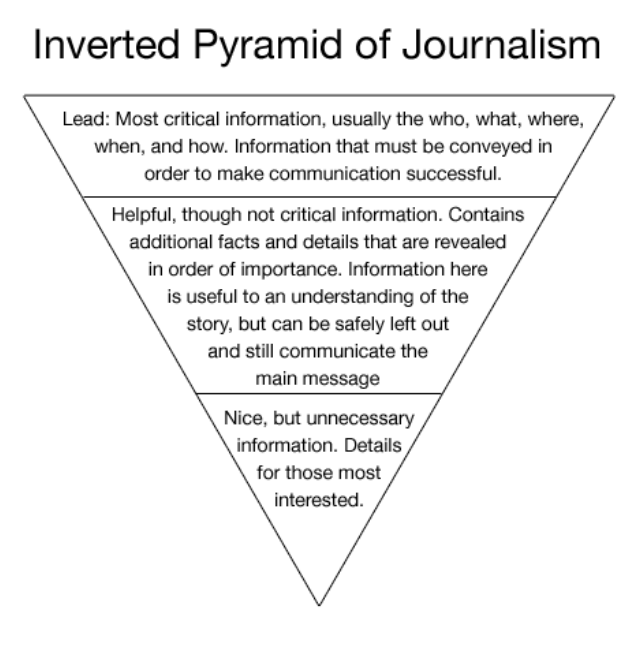 Inverted Pyramid of Journalism
Lead: Most critical information, usually the who, what, where,
when, and how. Information that must be conveyed in
order to make communication successful.
Helpful, though not critical information. Contains
additional facts and details that are revealed
in order of importance. Information here
is useful to an understanding of the
story, but can be safely left out
and still communicate the
main message
Nice, but unnecessary
information. Details
for those most
interested.